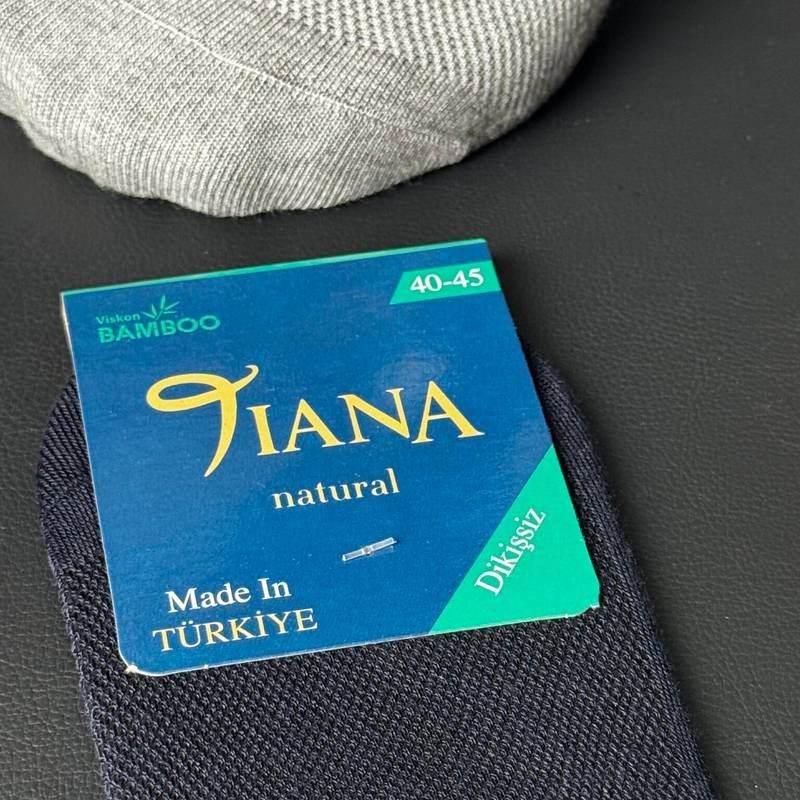 40-45
Viskon
BAMBOO
TIANA
natural
Dikişsiz
Made In
TÜRKİYE